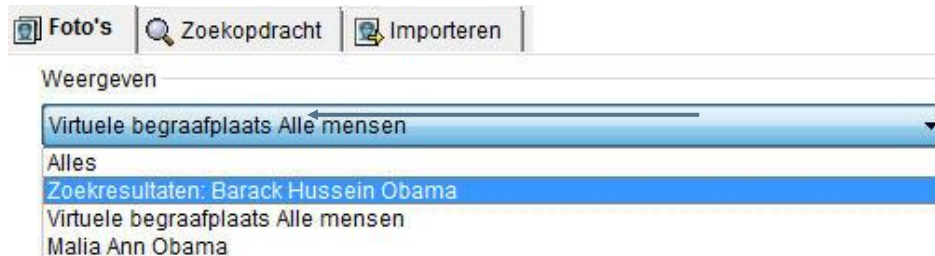 Foto's Zoekopdracht Importeren
Weergeven
Virtuele begraafplaats Alle mensen
Alles
Zoekresultaten: Barack Hussein Obama
Virtuele begraafplaats Alle mensen
Malia Ann Obama